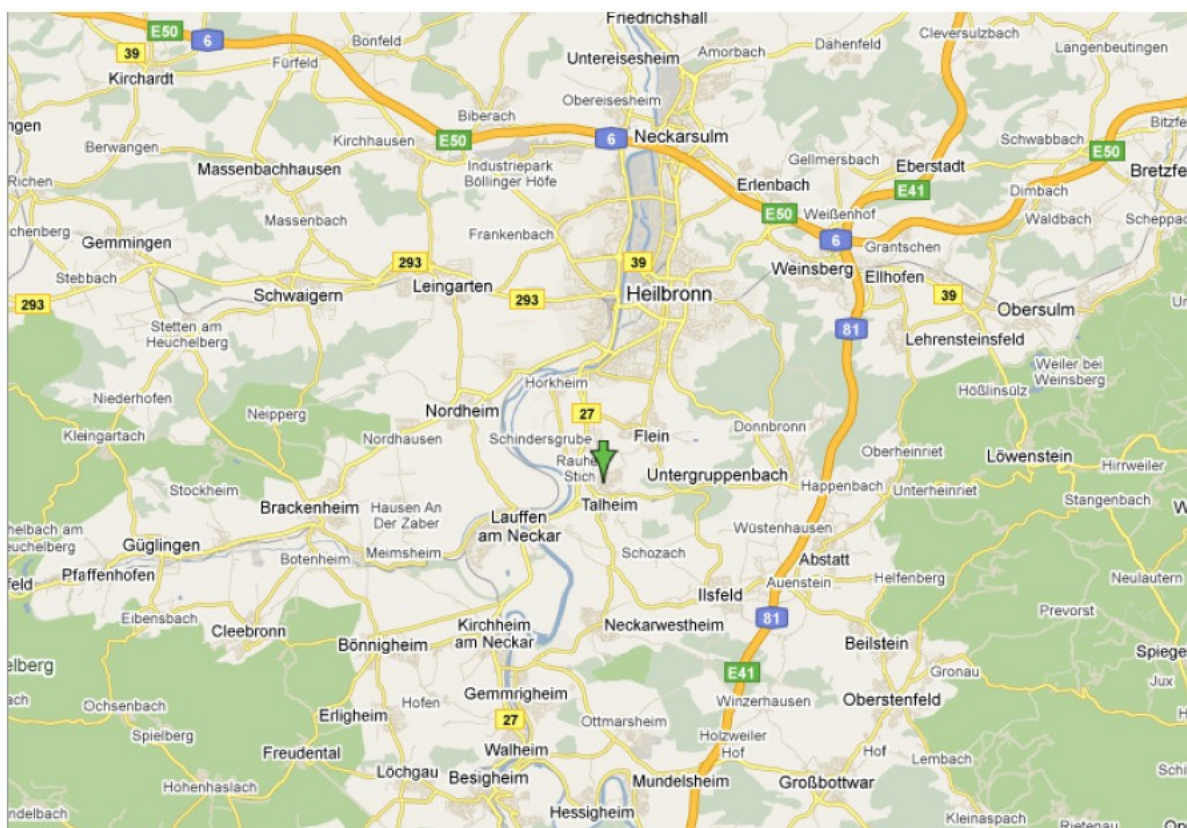 Friedrichshall
E50
6
39
Bonfeld
Fürfeld
Kirchardt
Untereisesheim
Amorbach
Dahenfeld
Cleversulzbach
Langenbeutingen
Obereisesheim
Biberach
E50
6
Neckarsulm
Kirchhausen
Berwangen
Massenbachhausen
Industriepark
Böllinger Höfe
Gellmersbach
Eberstadt
E41
Schwabbach
Bitzfe
E50
Bretzfe
Richen
Massenbach
Erlenbach
E50
Weißenhof
Dimbach
Waldbach
Scheppac
Gemmingen
Frankenbach
6
Grantschen
Stebbach
293
Leingarten
39
Weinsberg
Ellhofen
39
293
Schwaigern
293
Heilbronn
Obersulm
Stetten am
Heuchelberg
81
Lehrensteinsfeld
Weiler bei
Weinsberg
Horkheim
Hößlinsülz
Niederhofen
Neipperg
Nordheim
27
Kleingartach
Nordhausen
Schindersgrube
Flein
Donnbronn
Oberheinriet
Löwenstein
Hirrweiler
Rauhe
Stich
Untergruppenbach
Happenbach
Unterheinriet
Stangenbach
Stockheim
Brackenheim
Hausen An
Der Zaber
Talheim
Lauffen
am Neckar
Wüstenhausen
Güglingen
Botenheim
Meimsheim
Schozach
Abstatt
Pfaffenhofen
Auenstein
Helfenberg
Neulautern
Ilsfeld
Eibensbach
Cleebronn
Kirchheim
am Neckar
Neckarwestheim
81
Prevorst
Bönnigheim
Beilstein
Spiege
E41
Gronau
Jux
Gemmrigheim
Winzerhausen
Oberstenfeld
Ochsenbach
Hofen
Erligheim
27
Ottmarsheim
Spielberg
Freudental
Walheim
Holzweiler
Hof
Hof
Lembach
Hohenhaslach
Löchgau
Besigheim
Mundelsheim
Großbottwar
Hessigheim
Kleinaspach
Rietenau